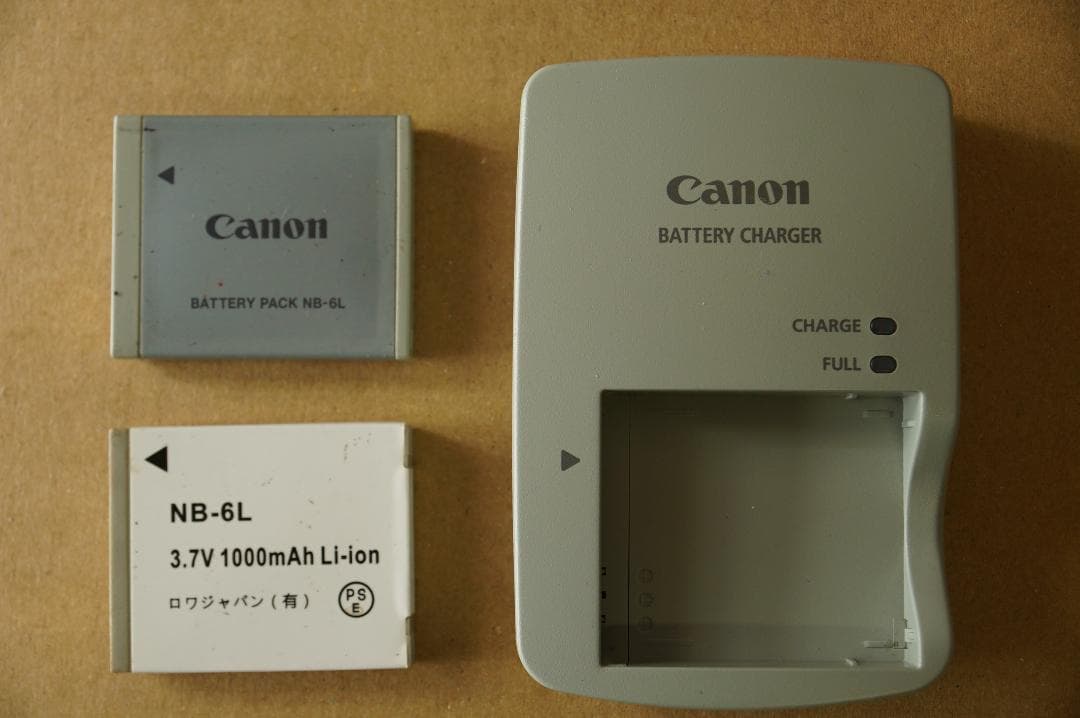 Canon
BATTERY PACK NB-6L
NB-6L
3.7V 1000mAh Li-ion
ロワジャパン(有)
PS
E
Canon
BATTERY CHARGER
CHARGE
FULL